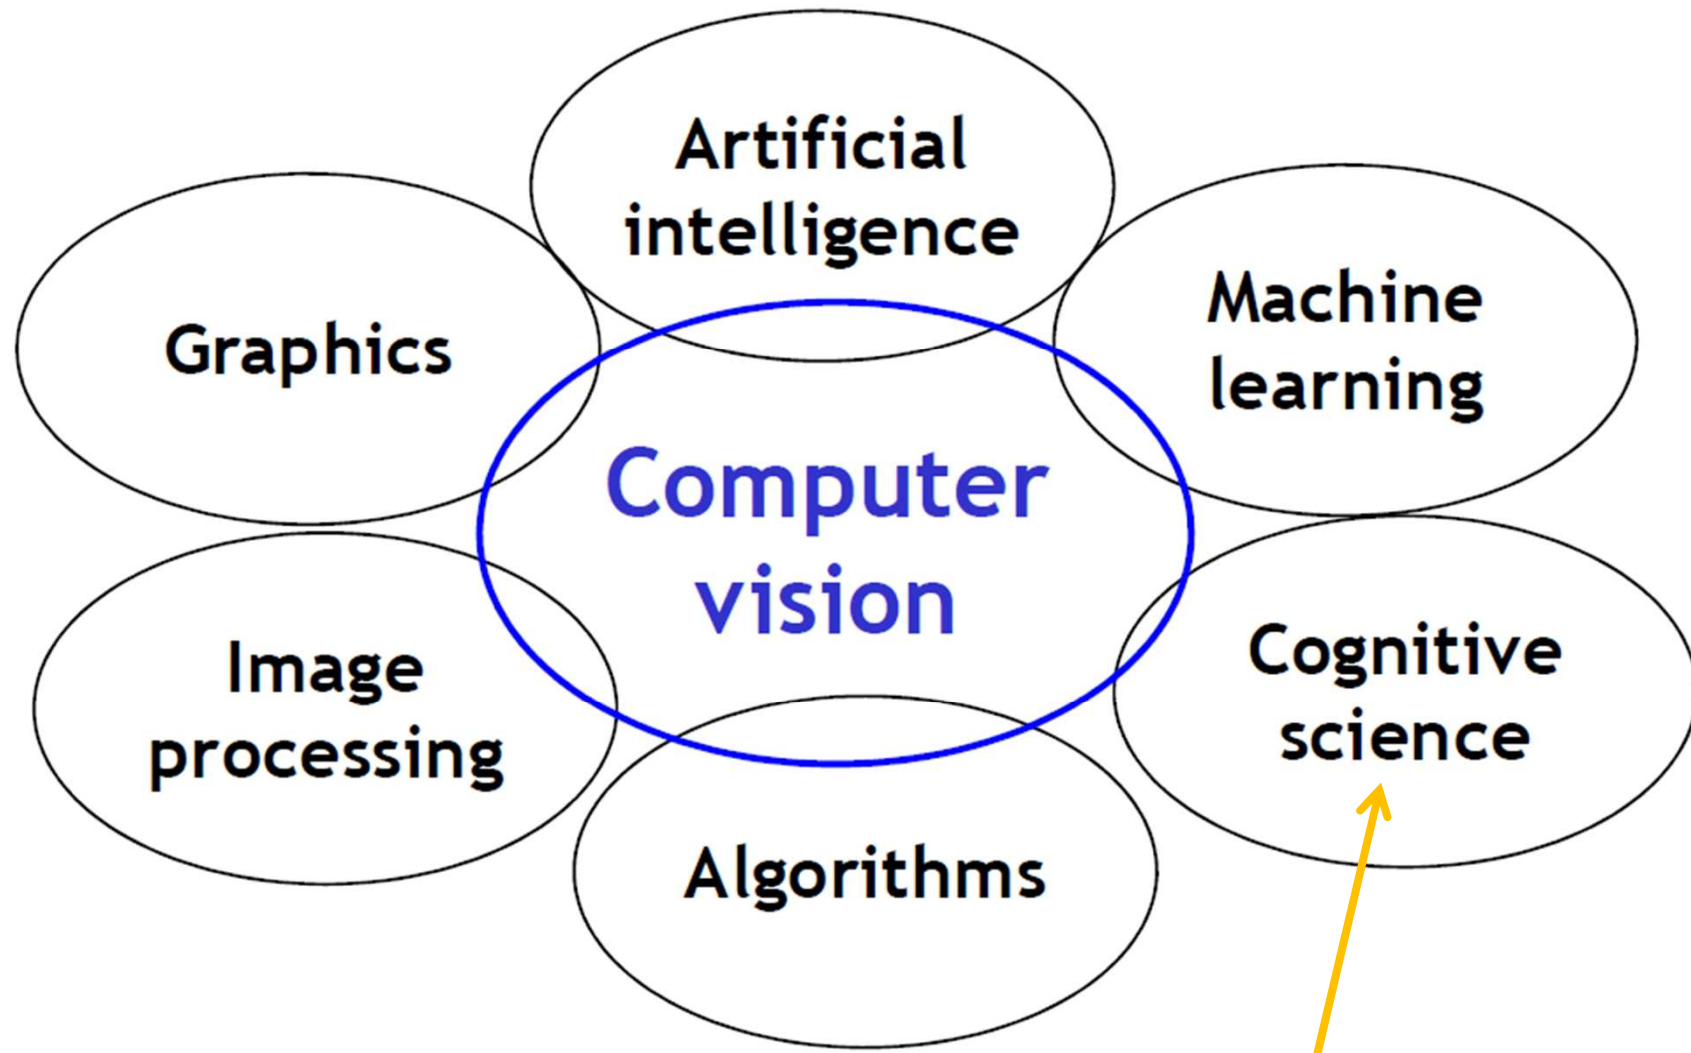 Artificial
intelligence
Graphics
Machine
learning
Computer
vision
Image
processing
Cognitive
science
Algorithms